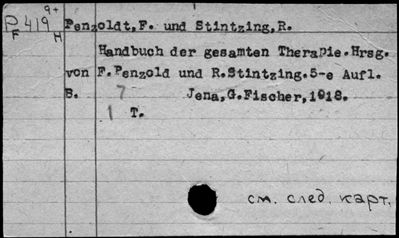 9+
P 419
F H
Penzoldt,F. und Stintzing,R.
Handbuch der gesamten Therapie.Hrsg.
von F.Penzold und R.Stintzing.5-e Aufl.
B. 7 Jena,G.Fischer,1918.
1 T.
см. след. карт.